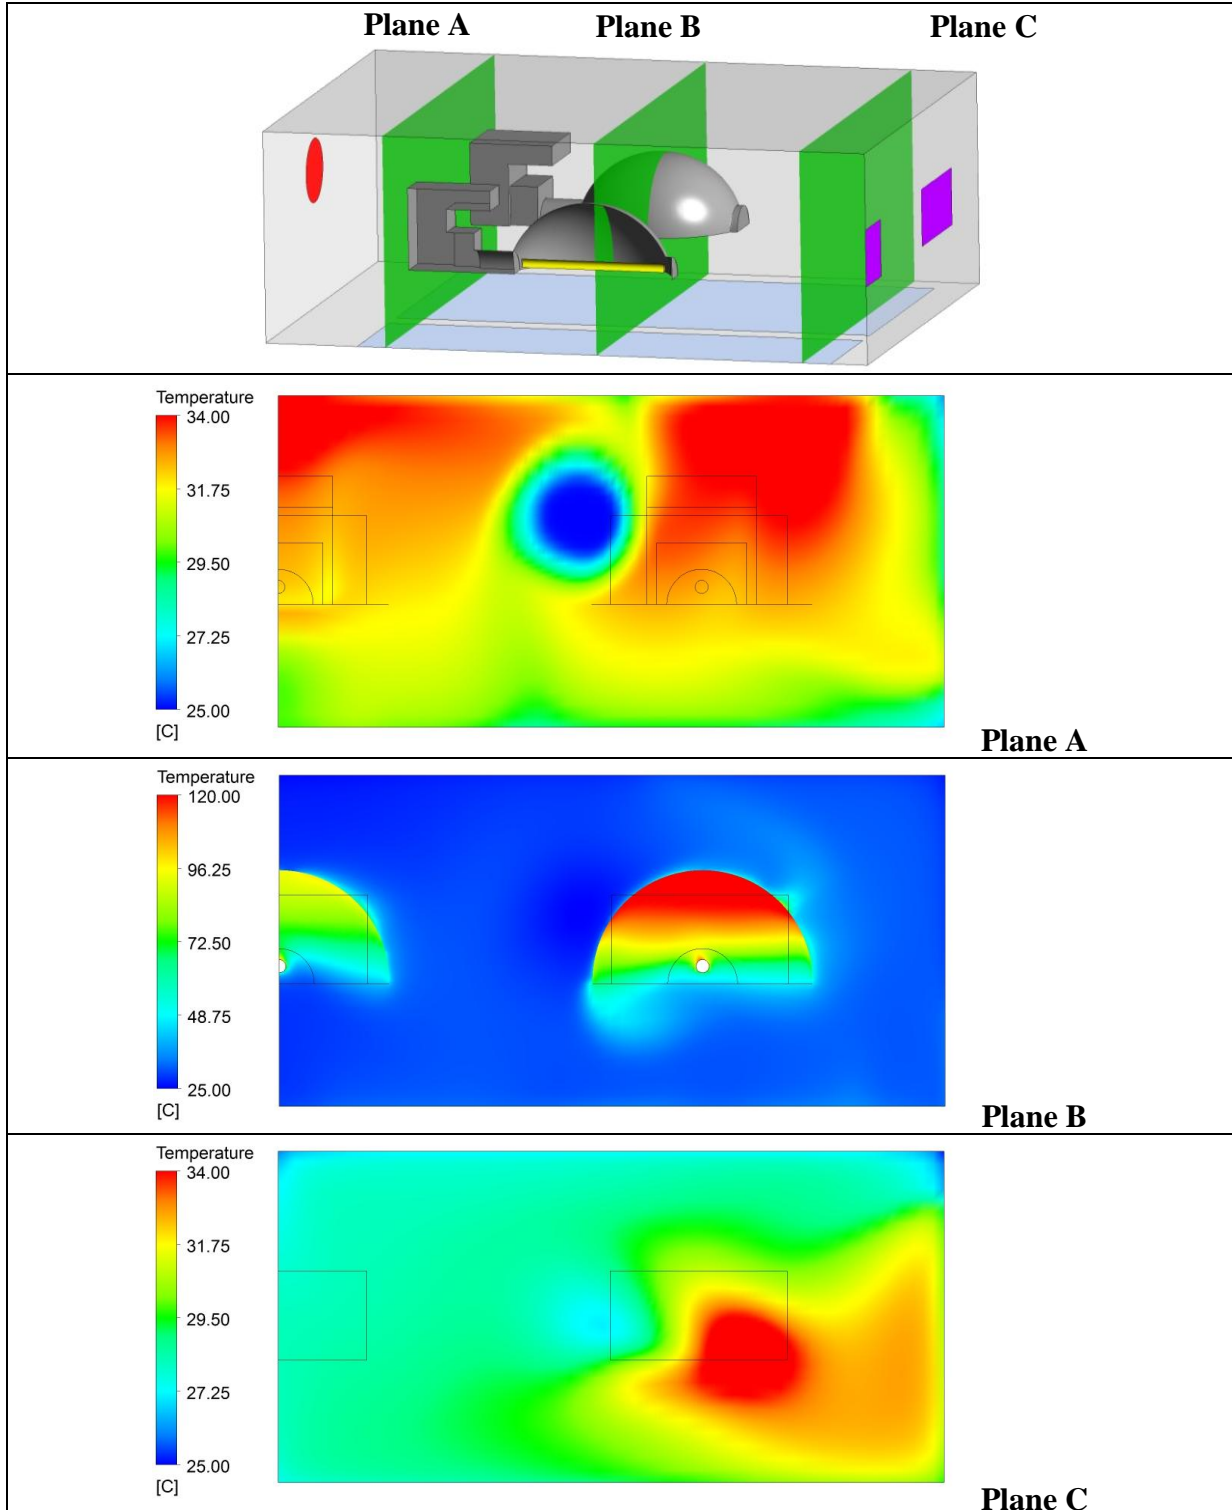 Plane A Plane B Plane C
Temperature
34.00
31.75
29.50
27.25
25.00
[C]
Plane A
Temperature
120.00
96.25
72.50
48.75
25.00
[C]
Plane B
Temperature
34.00
31.75
29.50
27.25
25.00
[C]
Plane C